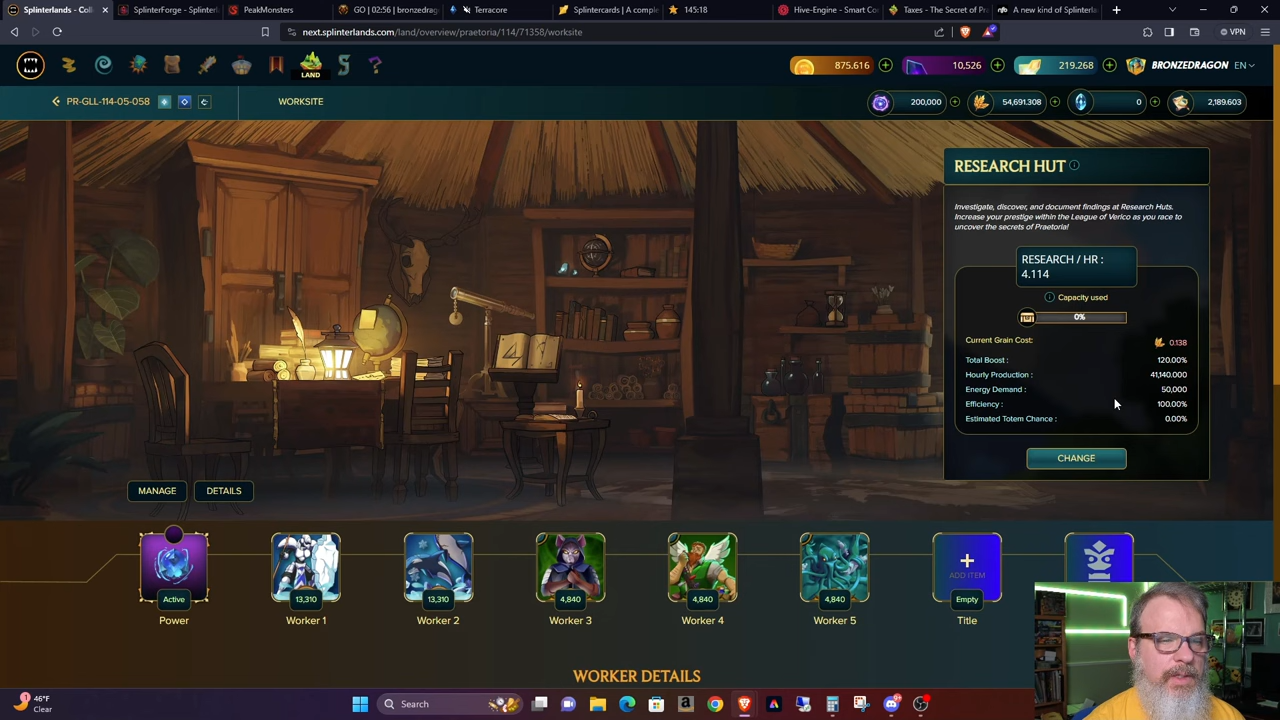 Splinterlands - Coll
SplinterForge - Splinterl
PeakMonsters
GO | 02:56 | bronzedrag
Terracore
Splintercards | A comple
145:18
Hive-Engine - Smart Co
Taxes - The Secret of Pr
A new kind of Splinterla
next.splinterlands.com/land/overview/praetoria/114/71358/worksite
VPN
LAND
875.616
10,526
219.268
BRONZEDRAGON
EN
PR-GLL-114-05-058
WORKSITE
200,000
54,691.308
0
2,189.603
RESEARCH HUT
Investigate, discover, and document findings at Research Huts.
Increase your prestige within the League of Verico as you race to
uncover the secrets of Praetoria!
RESEARCH / HR :
4.114
Capacity used
0%
Current Grain Cost: 0.138
Total Boost : 120.00%
Hourly Production : 41,140.000
Energy Demand : 50,000
Efficiency : 100.00%
Estimated Totem Chance : 0.00%
CHANGE
MANAGE
DETAILS
ADD ITEM
Active
13,310
13,310
4,840
4,840
4,840
Empty
Power
Worker 1
Worker 2
Worker 3
Worker 4
Worker 5
Title
WORKER DETAILS
46°F
Clear
Search